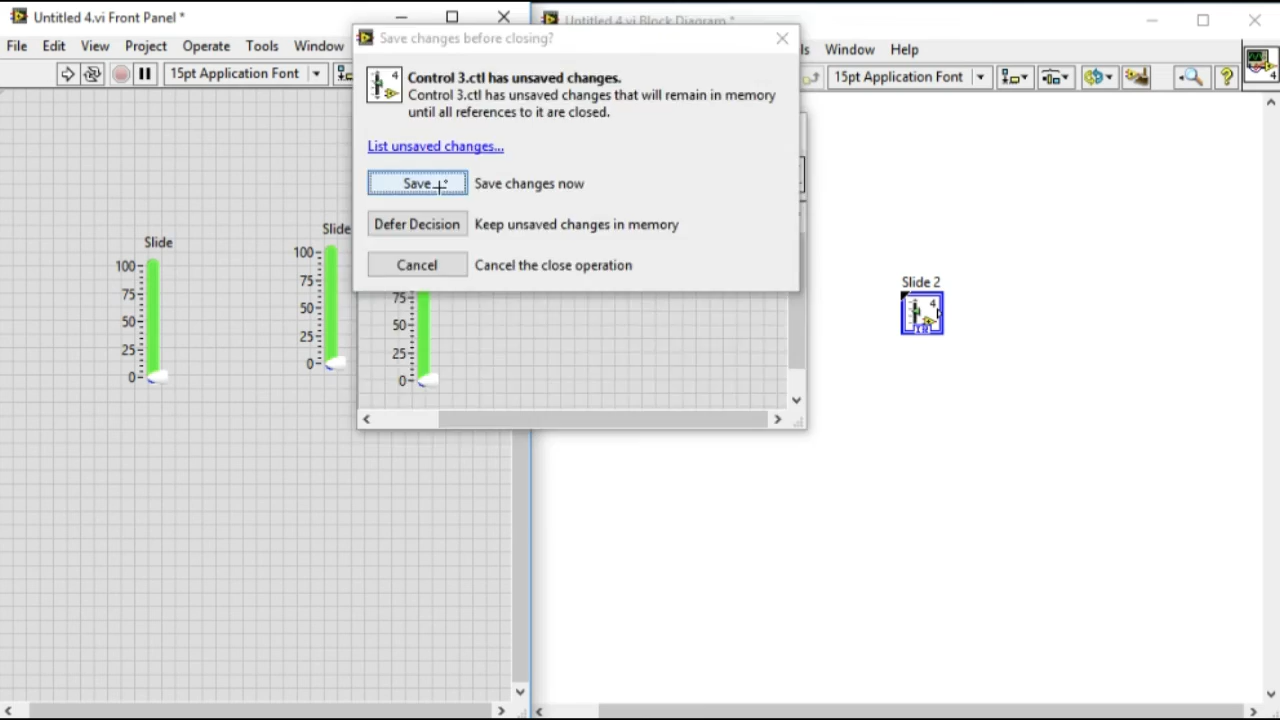 Untitled 4.vi Front Panel *
File Edit View Project Operate Tools Window
15pt Application Font
Slide
100
75
50
25
0
Slide
100
75
50
25
0
Save changes before closing?
4
Control 3.ctl has unsaved changes.
Control 3.ctl has unsaved changes that will remain in memory
until all references to it are closed.
List unsaved changes...
Save... Save changes now
Defer Decision Keep unsaved changes in memory
Cancel Cancel the close operation
75
50
25
0
Untitled 4.vi Block Diagram *
ls Window Help
15pt Application Font
?
4
Slide 2
4